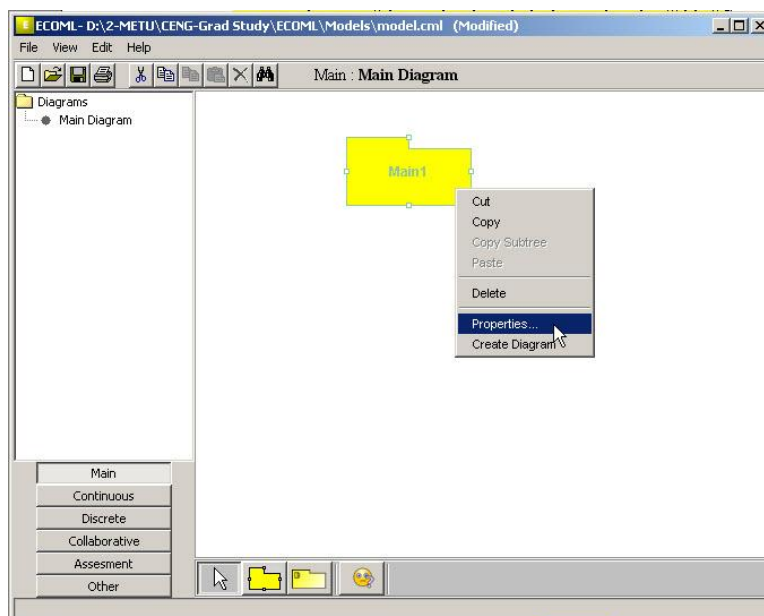 ECOML- D:\2-METU\CENG-Grad Study\ECOML\Models\model.cml (Modified)
File View Edit Help
Main : Main Diagram
Diagrams
Main Diagram
Main1
Cut
Copy
Copy Subtree
Paste
Delete
Properties...
Create Diagram
Main
Continuous
Discrete
Collaborative
Assesment
Other